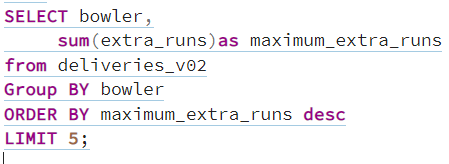 SELECT bowler,
sum(extra_runs)as maximum_extra_runs
from deliveries_v02
Group BY bowler
ORDER BY maximum_extra_runs desc
LIMIT 5;